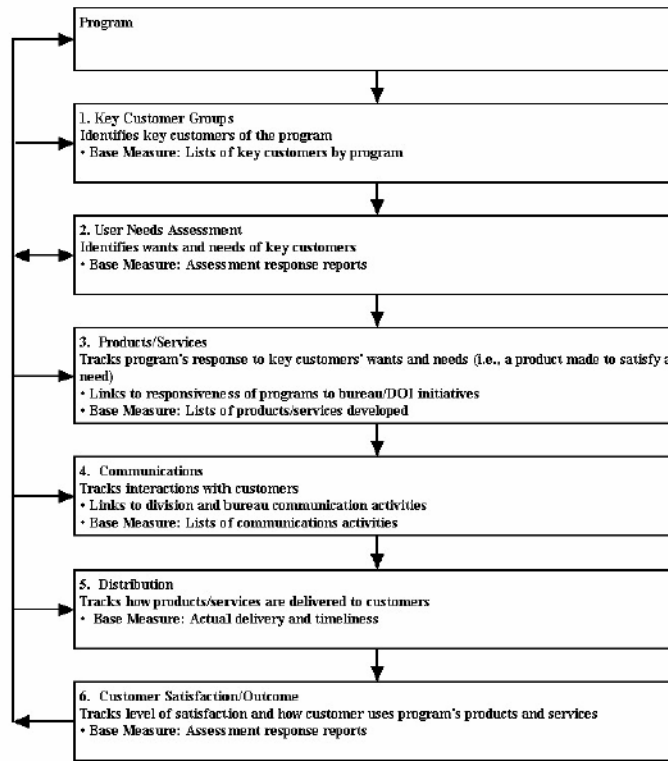 Program
1. Key Customer Groups
Identifies key customers of the program
• Base Measure: Lists of key customers by program
2. User Needs Assessment
Identifies wants and needs of key customers
• Base Measure: Assessment response reports
3. Products/Services
Tracks program's response to key customers' wants and needs (i.e., a product made to satisfy a
need)
• Links to responsiveness of programs to bureau/DOI initiatives
• Base Measure: Lists of products/services developed
4. Communications
Tracks interactions with customers
• Links to division and bureau communication activities
• Base Measure: Lists of communications activities
5. Distribution
Tracks how products/services are delivered to customers
• Base Measure: Actual delivery and timeliness
6. Customer Satisfaction/Outcome
Tracks level of satisfaction and how customer uses program's products and services
• Base Measure: Assessment response reports